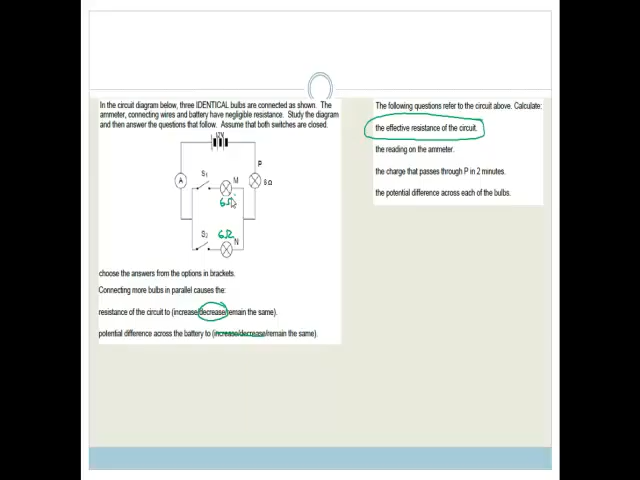 In the circuit diagram below, three IDENTICAL bulbs are connected as shown. The
ammeter, connecting wires and battery have negligible resistance. Study the diagram
and then answer the questions that follow. Assume that both switches are closed.
12V
P
A
S₁
M
6Ω
6Ω
S₂
6Ω
N
choose the answers from the options in brackets.
Connecting more bulbs in parallel causes the:
resistance of the circuit to (increase/decrease/remain the same).
potential difference across the battery to (increase/decrease/remain the same).
The following questions refer to the circuit above. Calculate:
the effective resistance of the circuit.
the reading on the ammeter.
the charge that passes through P in 2 minutes.
the potential difference across each of the bulbs.